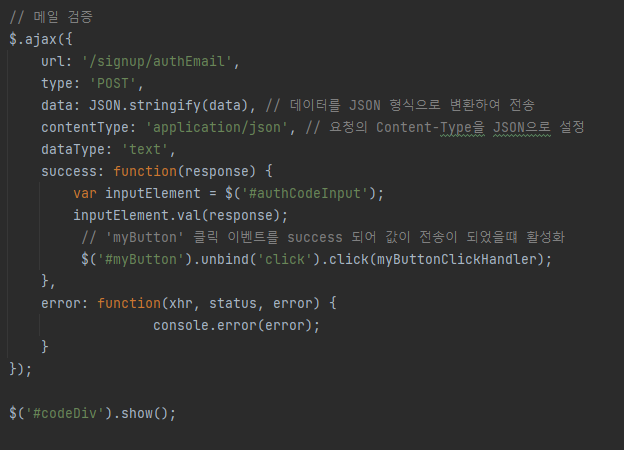 // 메일 검증
$.ajax({
    url: '/signup/authEmail',
    type: 'POST',
    data: JSON.stringify(data), // 데이터를 JSON 형식으로 변환하여 전송
    contentType: 'application/json', // 요청의 Content-Type을 JSON으로 설정
    dataType: 'text',
    success: function(response) {
        var inputElement = $('#authCodeInput');
        inputElement.val(response);
         // 'myButton' 클릭 이벤트를 success 되어 값이 전송이 되었을때 활성화
         $('#myButton').unbind('click').click(myButtonClickHandler);
    },
    error: function(xhr, status, error) {
                  console.error(error);
    }
});
$('#codeDiv').show();